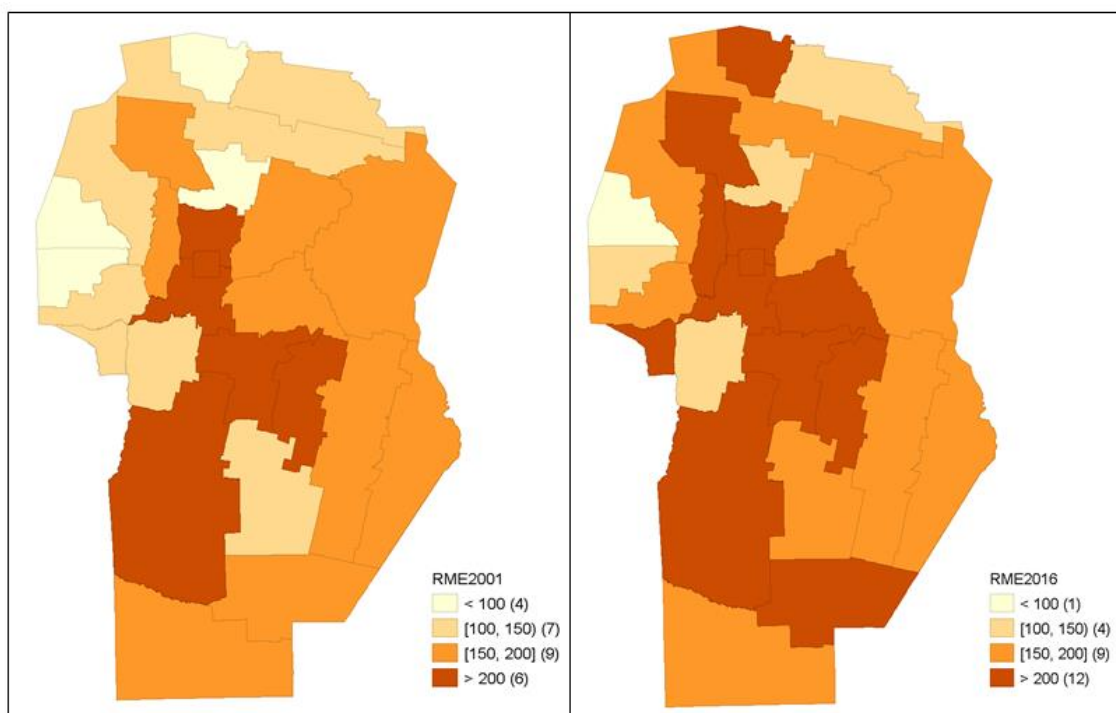 RME2001
< 100 (4)
[100, 150) (7)
[150, 200] (9)
> 200 (6)
RME2016
< 100 (1)
[100, 150) (4)
[150, 200] (9)
> 200 (12)